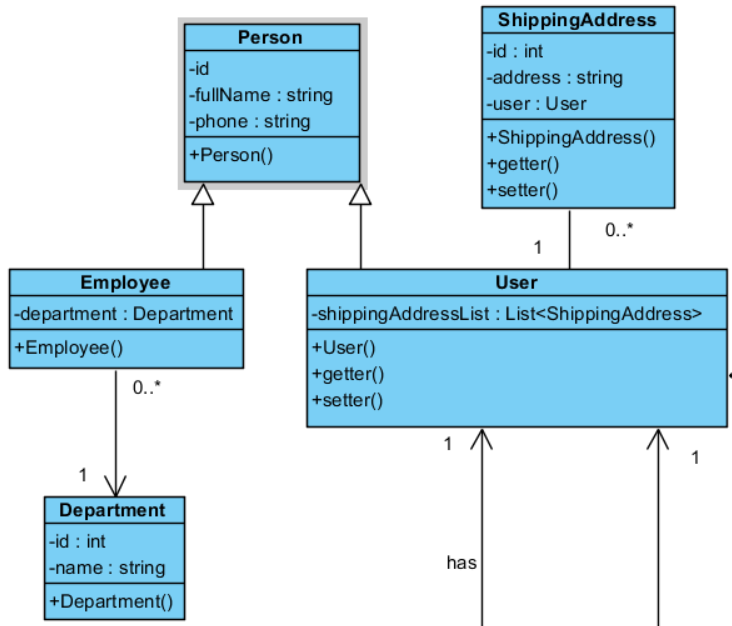 Person
-id
-fullName : string
-phone : string
+Person()
ShippingAddress
-id : int
-address : string
-user : User
+ShippingAddress()
+getter()
+setter()
0..*
1
Employee
-department : Department
+Employee()
User
-shippingAddressList : List<ShippingAddress>
+User()
+getter()
+setter()
0..*
1
1
1
Department
-id : int
-name : string
+Department()
has